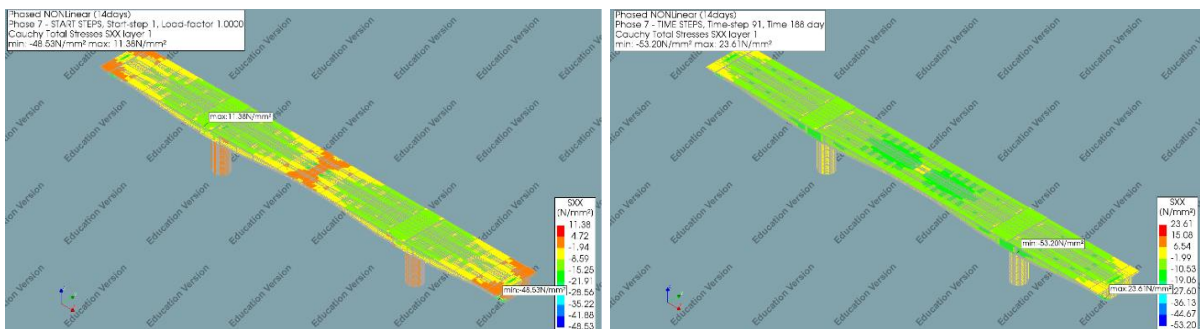 Phased NONLinear (14days)
Phase 7 - START STEPS, Start-step 1, Load-factor 1.0000
Cauchy Total Stresses SXX layer 1
min: -48.53N/mm² max: 11.38N/mm²
max:11.38N/mm²
min:-48.53N/mm²
SXX
(N/mm²)
11.38
4.72
-1.94
-8.59
-15.25
-21.91
-28.56
-35.22
-41.88
-48.53
Education Version
Phased NONLinear (14days)
Phase 7 - TIME STEPS, Time-step 91, Time 188 day
Cauchy Total Stresses SXX layer 1
min: -53.20N/mm² max: 23.61N/mm²
min:-53.20N/mm²
max:23.61N/mm²
SXX
(N/mm²)
23.61
15.08
6.54
-1.99
-10.53
-19.06
-27.60
-36.13
-44.67
-53.20
Education Version